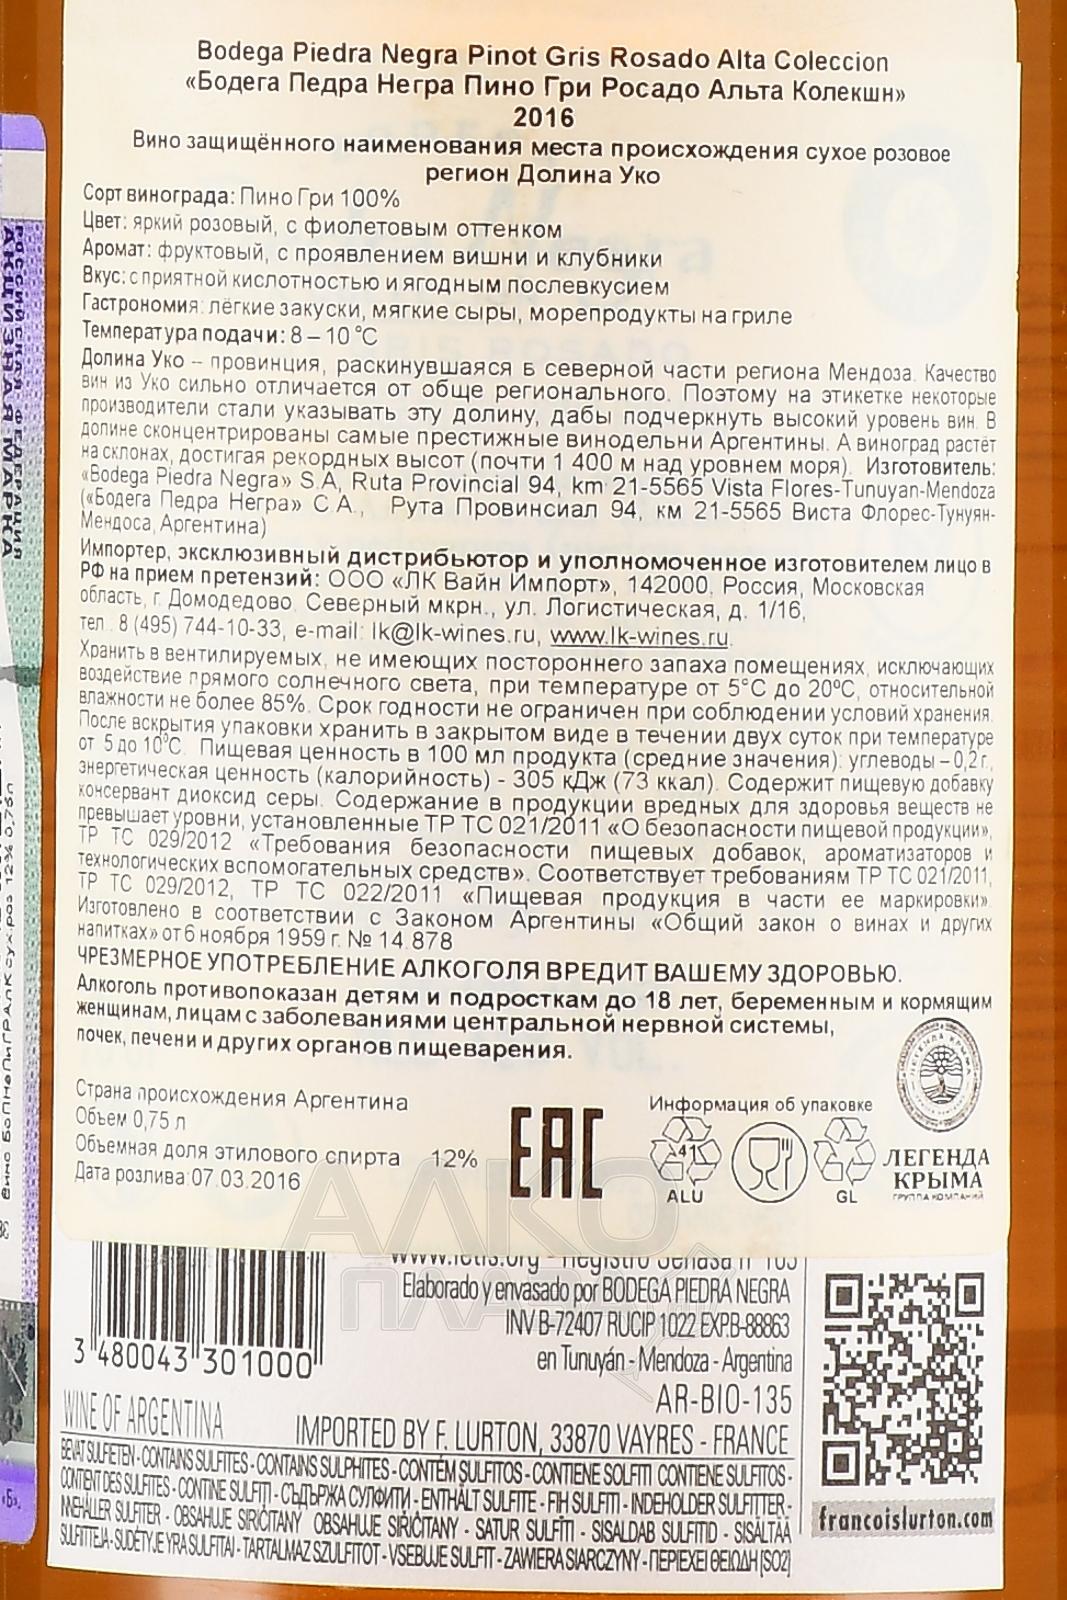 Bodega Piedra Negra Pinot Gris Rosado Alta Coleccion
«Бодега Педра Негра Пино Гри Росадо Альта Колекшн»
2016
Вино защищённого наименования места происхождения сухое розовое
регион Долина Уко
Сорт винограда: Пино Гри 100%
Цвет: яркий розовый, с фиолетовым оттенком
Аромат: фруктовый, с проявлением вишни и клубники
Вкус: с приятной кислотностью и ягодным послевкусием
Гастрономия: лёгкие закуски, мягкие сыры, морепродукты на гриле
Температура подачи: 8 – 10 °C
Долина Уко – провинция, раскинувшаяся в северной части региона Мендоза. Качество
вин из Уко сильно отличается от обще регионального. Поэтому на этикетке некоторые
производители стали указывать эту долину, дабы подчеркнуть высокий уровень вин. В
долине сконцентрированы самые престижные винодельни Аргентины. А виноград растёт
на склонах, достигая рекордных высот (почти 1 400 м над уровнем моря). Изготовитель:
«Bodega Piedra Negra» S.A, Ruta Provincial 94, km 21-5565 Vista Flores-Tunuyan-Mendoza
(«Бодега Педра Негра» С.А., Рута Провинсиал 94, км 21-5565 Виста Флорес-Тунуян-
Мендоса, Аргентина)
Импортер, эксклюзивный дистрибьютор и уполномоченное изготовителем лицо в
РФ на прием претензий: ООО «ЛК Вайн Импорт», 142000, Россия, Московская
область, г. Домодедово, Северный мкрн., ул. Логистическая, д. 1/16,
тел. 8 (495) 744-10-33, e-mail: lk@lk-wines.ru, www.lk-wines.ru.
Хранить в вентилируемых, не имеющих постороннего запаха помещениях, исключающих
воздействие прямого солнечного света, при температуре от 5°C до 20°C, относительной
влажности не более 85%. Срок годности не ограничен при соблюдении условий хранения.
После вскрытия упаковки хранить в закрытом виде в течении двух суток при температуре
от 5 до 10°C. Пищевая ценность в 100 мл продукта (средние значения): углеводы – 0,2 г.,
энергетическая ценность (калорийность) - 305 кДж (73 ккал). Содержит пищевую добавку
консервант диоксид серы. Содержание в продукции вредных для здоровья веществ не
превышает уровни, установленные ТР ТС 021/2011 «О безопасности пищевой продукции»,
ТР ТС 029/2012 «Требования безопасности пищевых добавок, ароматизаторов и
технологических вспомогательных средств». Соответствует требованиям ТР ТС 021/2011,
ТР ТС 029/2012, ТР ТС 022/2011 «Пищевая продукция в части ее маркировки».
Изготовлено в соответствии с Законом Аргентины «Общий закон о винах и других
напитках» от 6 ноября 1959 г. № 14.878
ЧРЕЗМЕРНОЕ УПОТРЕБЛЕНИЕ АЛКОГОЛЯ ВРЕДИТ ВАШЕМУ ЗДОРОВЬЮ.
Алкоголь противопоказан детям и подросткам до 18 лет, беременным и кормящим
женщинам, лицам с заболеваниями центральной нервной системы,
почек, печени и других органов пищеварения.
Страна происхождения Аргентина
Объем 0,75 л
Объемная доля этилового спирта 12%
Дата розлива:07.03.2016
EAC
Информация об упаковке
41
ALU
GL
ЛЕГЕНДА КРЫМА
ЛЕГЕНДА
КРЫМА
ГРУППА КОМПАНИЙ
АЛКО
ПЛАЗА
www.letis.org - Registro Senasa n° 105
Elaborado y envasado por BODEGA PIEDRA NEGRA
INV B-72407 RUCIP 1022 EXP.B-88863
en Tunuyán - Mendoza - Argentina
AR-BIO-135
3 480043 301000
WINE OF ARGENTINA
IMPORTED BY F. LURTON, 33870 VAYRES - FRANCE
BEVAT SULFIETEN - CONTAINS SULFITES - CONTAINS SULPHITES - CONTÉM SULFITOS - CONTIENE SOLFITI CONTIENE SULFITOS -
CONTENT DES SULFITES - CONTINE SULFITI - СЪДЪРЖА СУЛФИТИ - ENTHÄLT SULFITE - FIH SULFITI - INDEHOLDER SULFITTER -
INNEHÅLLER SULFITER - OBSAHUJE SIRIČITANY OBSAHUJE SIŘIČITANY - SATUR SULFĪTI - SISALDAB SULFITID - SISÄLTÄÄ
SULFITTEJA - SUDĖTYJE YRA SULFITAI - TARTALMAZ SZULFITOT - VSEBUJE SULFIT - ZAWIERA SIARCZYNY - ΠΕΡΙΕΧΕΙ ΘΕΙΩΔΗ [SO2]
francoislurton.com
РОССИЙСКАЯ ФЕДЕРАЦИЯ
АКЦИЗНАЯ МАРКА
«Б».